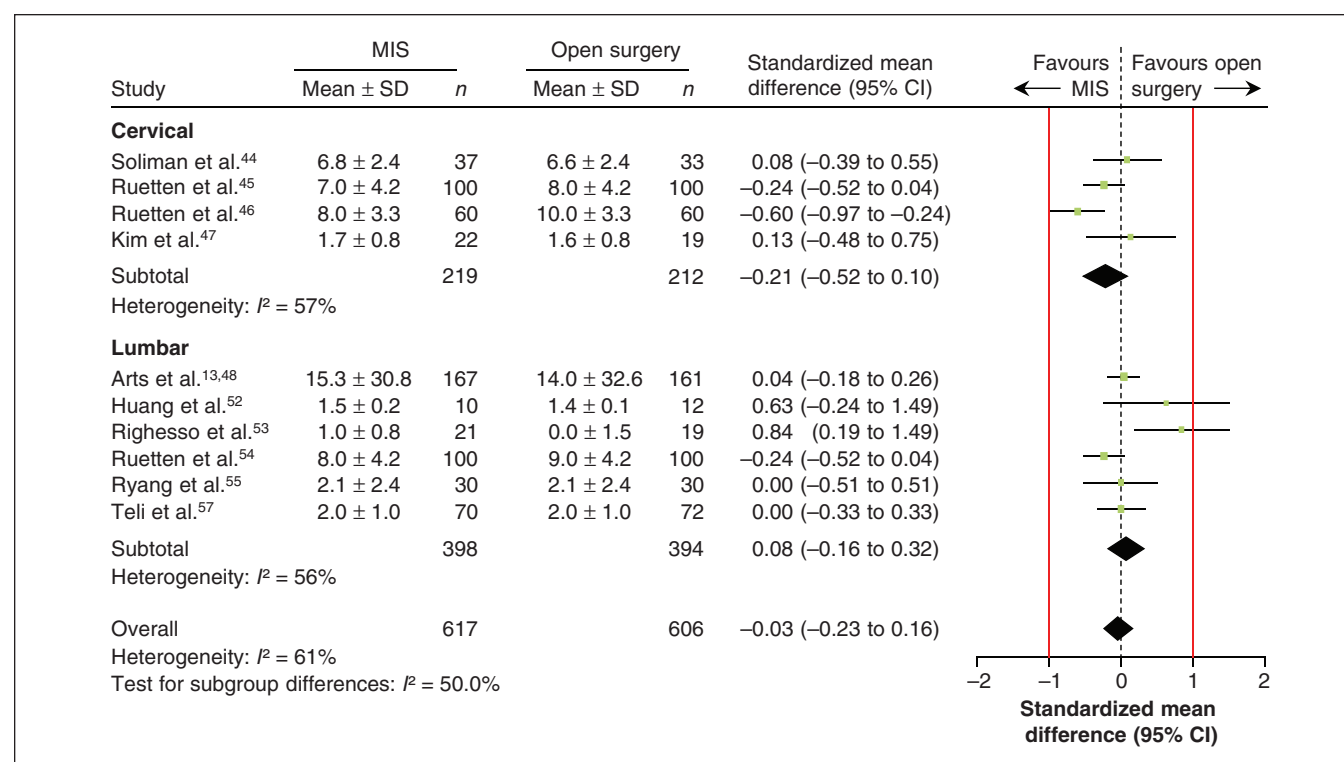 MIS Open surgery Standardized mean difference (95% CI) Favours MIS Favours open surgery
Study Mean ± SD n Mean ± SD n
Cervical
Soliman et al.44 6.8 ± 2.4 37 6.6 ± 2.4 33 0.08 (–0.39 to 0.55)
Ruetten et al.45 7.0 ± 4.2 100 8.0 ± 4.2 100 –0.24 (–0.52 to 0.04)
Ruetten et al.46 8.0 ± 3.3 60 10.0 ± 3.3 60 –0.60 (–0.97 to –0.24)
Kim et al.47 1.7 ± 0.8 22 1.6 ± 0.8 19 0.13 (–0.48 to 0.75)
Subtotal 219 212 –0.21 (–0.52 to 0.10)
Heterogeneity: I² = 57%
Lumbar
Arts et al.13,48 15.3 ± 30.8 167 14.0 ± 32.6 161 0.04 (–0.18 to 0.26)
Huang et al.52 1.5 ± 0.2 10 1.4 ± 0.1 12 0.63 (–0.24 to 1.49)
Righesso et al.53 1.0 ± 0.8 21 0.0 ± 1.5 19 0.84 (0.19 to 1.49)
Ruetten et al.54 8.0 ± 4.2 100 9.0 ± 4.2 100 –0.24 (–0.52 to 0.04)
Ryang et al.55 2.1 ± 2.4 30 2.1 ± 2.4 30 0.00 (–0.51 to 0.51)
Teli et al.57 2.0 ± 1.0 70 2.0 ± 1.0 72 0.00 (–0.33 to 0.33)
Subtotal 398 394 0.08 (–0.16 to 0.32)
Heterogeneity: I² = 56%
Overall 617 606 –0.03 (–0.23 to 0.16)
Heterogeneity: I² = 61%
Test for subgroup differences: I² = 50.0%
–2 –1 0 1 2
Standardized mean
difference (95% CI)